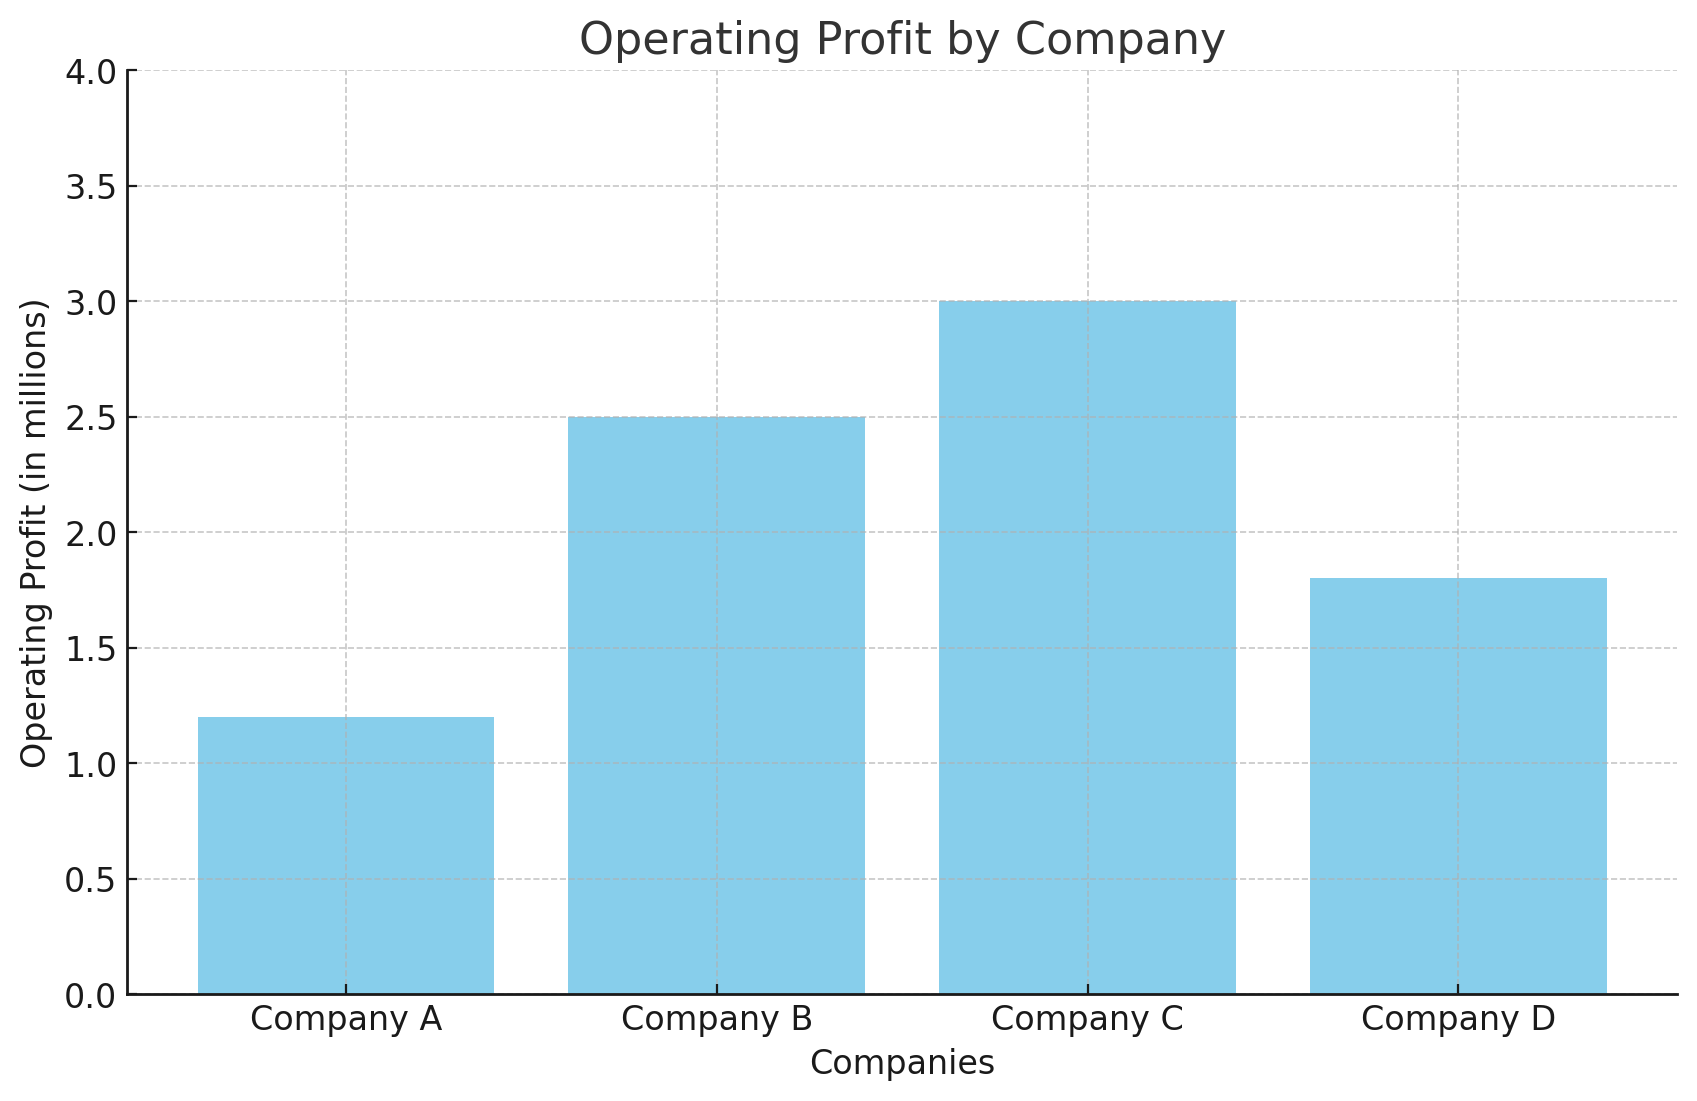 Operating Profit by Company
Operating Profit (in millions)
4.0
3.5
3.0
2.5
2.0
1.5
1.0
0.5
0.0
Company A
Company B
Company C
Company D
Companies